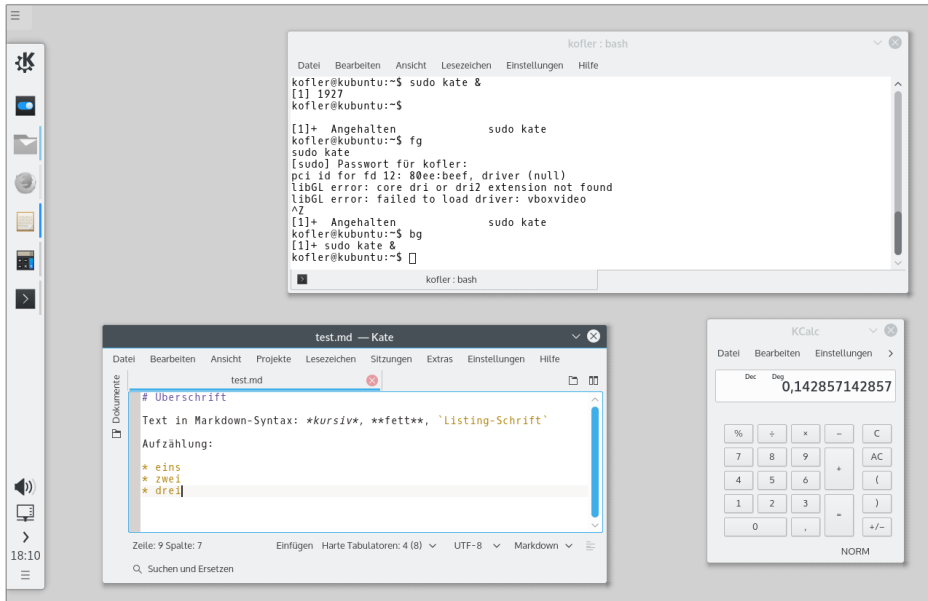 kofler : bash
Datei Bearbeiten Ansicht Lesezeichen Einstellungen Hilfe
kofler@kubuntu:~$ sudo kate &
[1] 1927
kofler@kubuntu:~$
[1]+ Angehalten sudo kate
kofler@kubuntu:~$ fg
sudo kate
[sudo] Passwort für kofler:
pci id for fd 12: 80ee:beef, driver (null)
libGL error: core dri or dri2 extension not found
libGL error: failed to load driver: vboxvideo
^Z
[1]+ Angehalten sudo kate
kofler@kubuntu:~$ bg
[1]+ sudo kate &
kofler@kubuntu:~$
kofler : bash
test.md — Kate
Datei Bearbeiten Ansicht Projekte Lesezeichen Sitzungen Extras Einstellungen Hilfe
Dokumente
test.md
# Überschrift
Text in Markdown-Syntax: *kursiv*, **fett**, `Listing-Schrift`
Aufzählung:
* eins
* zwei
* drei
Zeile: 9 Spalte: 7 Einfügen Harte Tabulatoren: 4 (8) UTF-8 Markdown
Suchen und Ersetzen
KCalc
Datei Bearbeiten Einstellungen >
Dec Deg
0,142857142857
% ÷ × − C
7 8 9 + AC
4 5 6 (
1 2 3 = )
0 , +/−
NORM
18:10